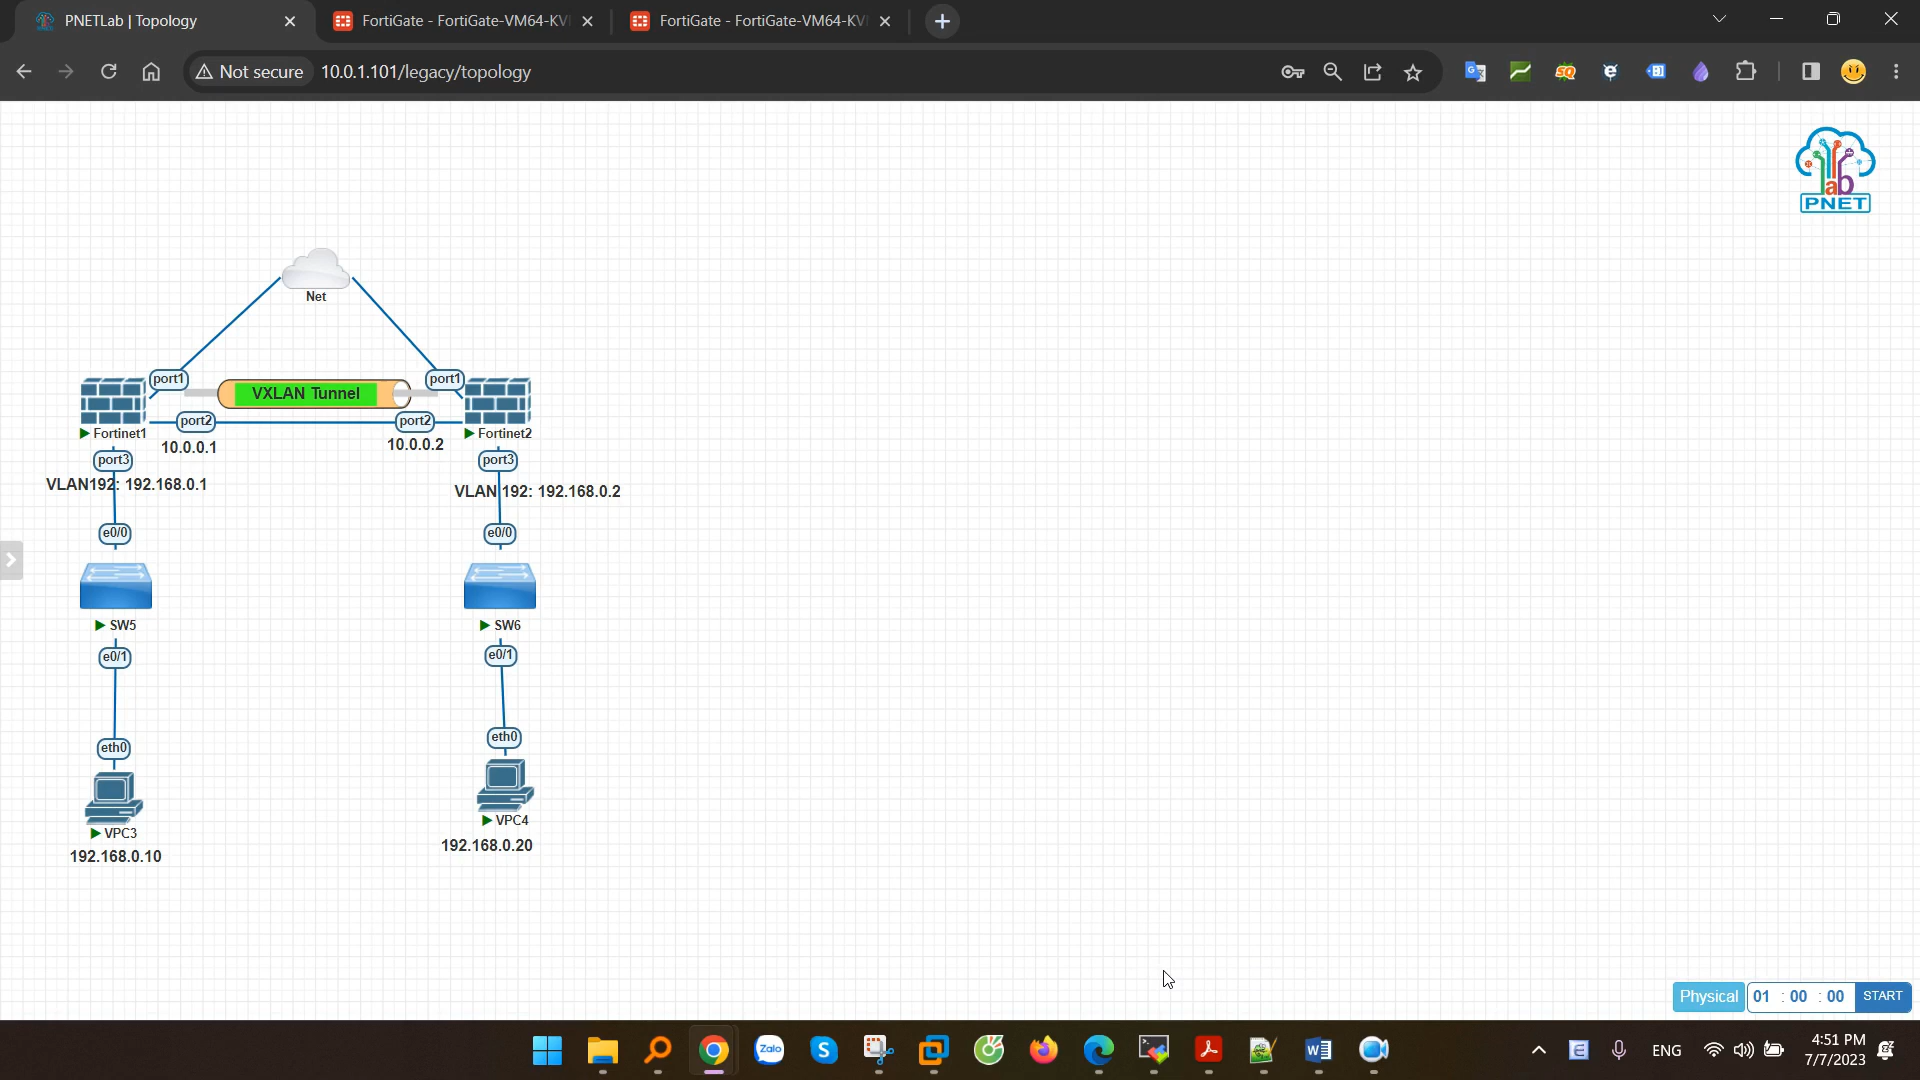 PNETLab | Topology
FortiGate - FortiGate-VM64-KV
FortiGate - FortiGate-VM64-KV
Not secure
10.0.1.101/legacy/topology
lab
PNET
Net
port1
VXLAN Tunnel
port1
port2
port2
Fortinet1
10.0.0.1
10.0.0.2
Fortinet2
port3
port3
VLAN192: 192.168.0.1
VLAN 192: 192.168.0.2
e0/0
e0/0
SW5
SW6
e0/1
e0/1
eth0
eth0
VPC3
VPC4
192.168.0.10
192.168.0.20
Physical
01 : 00 : 00
START
Zalo
ENG
4:51 PM
7/7/2023